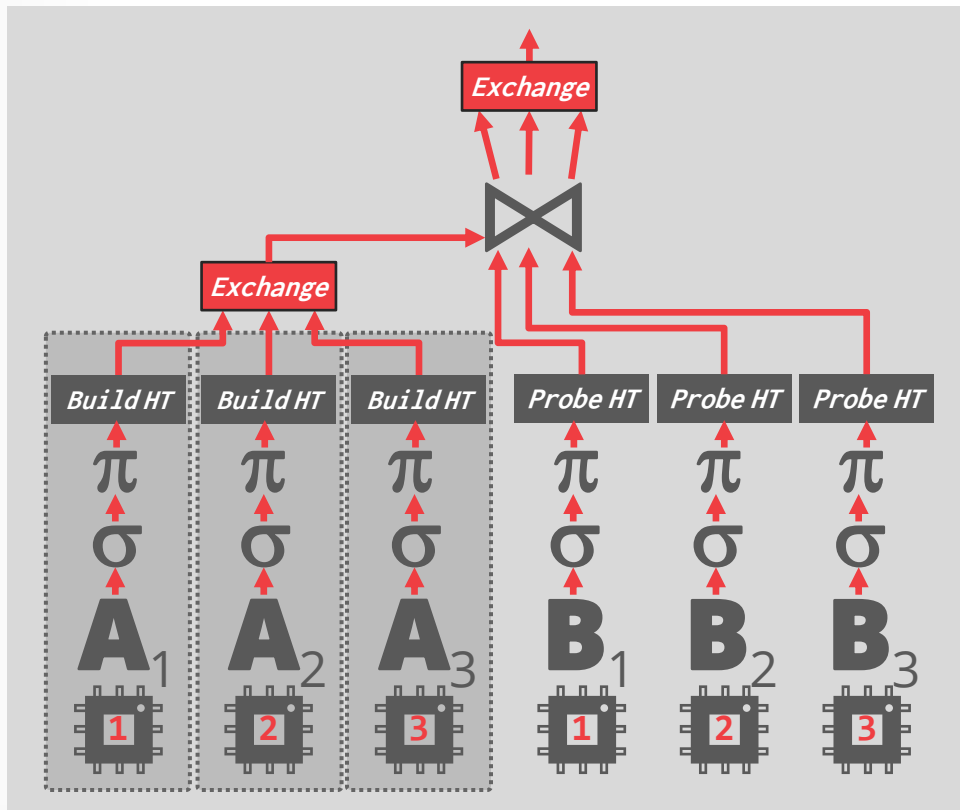 Exchange
⋈
Exchange
Build HT Build HT Build HT Probe HT Probe HT Probe HT
π π π π π π
σ σ σ σ σ σ
A1 A2 A3 B1 B2 B3
1 2 3 1 2 3